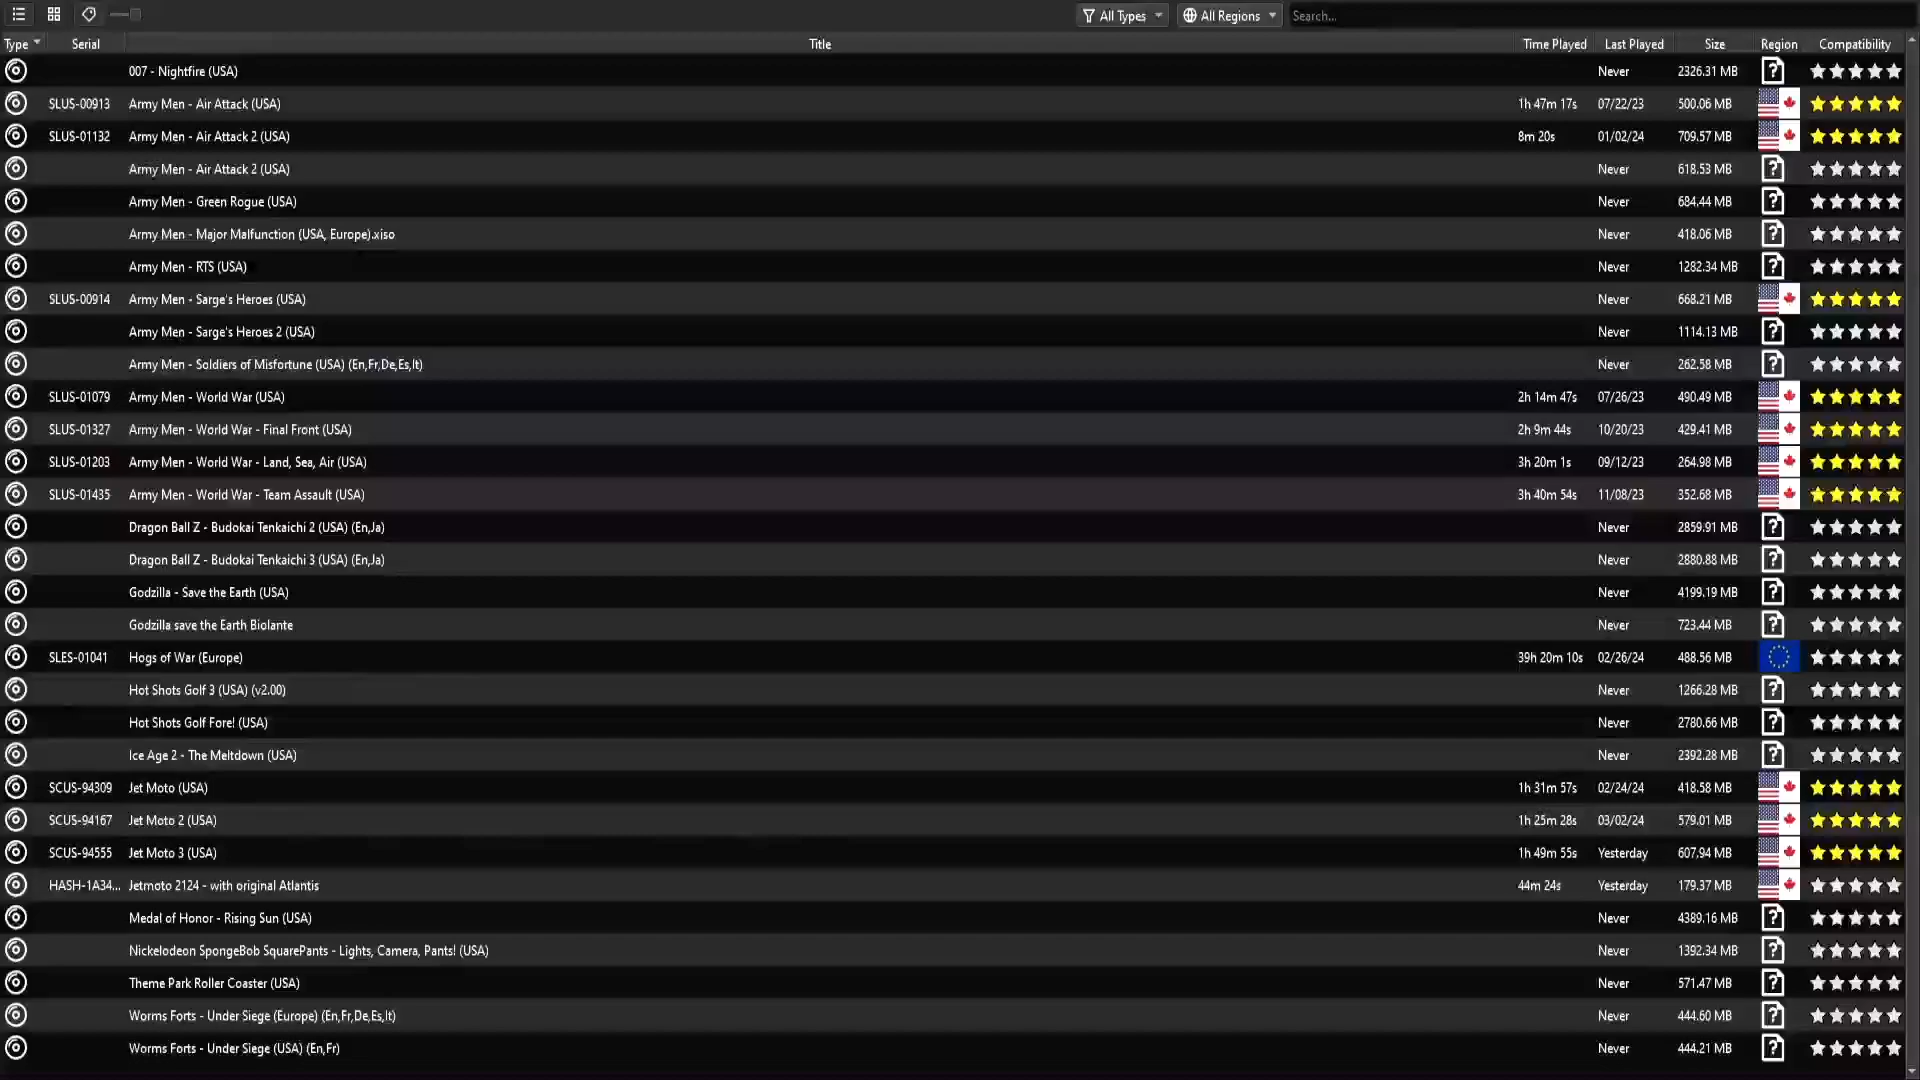 All Types All Regions Search...
Type Serial Title Time Played Last Played Size Region Compatibility
007 - Nightfire (USA) Never 2326.31 MB
SLUS-00913 Army Men - Air Attack (USA) 1h 47m 17s 07/22/23 500.06 MB
SLUS-01132 Army Men - Air Attack 2 (USA) 8m 20s 01/02/24 709.57 MB
Army Men - Air Attack 2 (USA) Never 618.53 MB
Army Men - Green Rogue (USA) Never 684.44 MB
Army Men - Major Malfunction (USA, Europe).xiso Never 418.06 MB
Army Men - RTS (USA) Never 1282.34 MB
SLUS-00914 Army Men - Sarge's Heroes (USA) Never 668.21 MB
Army Men - Sarge's Heroes 2 (USA) Never 1114.13 MB
Army Men - Soldiers of Misfortune (USA) (En,Fr,De,Es,It) Never 262.58 MB
SLUS-01079 Army Men - World War (USA) 2h 14m 47s 07/26/23 490.49 MB
SLUS-01327 Army Men - World War - Final Front (USA) 2h 9m 44s 10/20/23 429.41 MB
SLUS-01203 Army Men - World War - Land, Sea, Air (USA) 3h 20m 1s 09/12/23 264.98 MB
SLUS-01435 Army Men - World War - Team Assault (USA) 3h 40m 54s 11/08/23 352.68 MB
Dragon Ball Z - Budokai Tenkaichi 2 (USA) (En,Ja) Never 2859.91 MB
Dragon Ball Z - Budokai Tenkaichi 3 (USA) (En,Ja) Never 2880.88 MB
Godzilla - Save the Earth (USA) Never 4199.19 MB
Godzilla save the Earth Biolante Never 723.44 MB
SLES-01041 Hogs of War (Europe) 39h 20m 10s 02/26/24 488.56 MB
Hot Shots Golf 3 (USA) (v2.00) Never 1266.28 MB
Hot Shots Golf Fore! (USA) Never 2780.66 MB
Ice Age 2 - The Meltdown (USA) Never 2392.28 MB
SCUS-94309 Jet Moto (USA) 1h 31m 57s 02/24/24 418.58 MB
SCUS-94167 Jet Moto 2 (USA) 1h 25m 28s 03/02/24 579.01 MB
SCUS-94555 Jet Moto 3 (USA) 1h 49m 55s Yesterday 607.94 MB
HASH-1A34... Jetmoto 2124 - with original Atlantis 44m 24s Yesterday 179.37 MB
Medal of Honor - Rising Sun (USA) Never 4389.16 MB
Nickelodeon SpongeBob SquarePants - Lights, Camera, Pants! (USA) Never 1392.34 MB
Theme Park Roller Coaster (USA) Never 571.47 MB
Worms Forts - Under Siege (Europe) (En,Fr,De,Es,It) Never 444.60 MB
Worms Forts - Under Siege (USA) (En,Fr) Never 444.21 MB